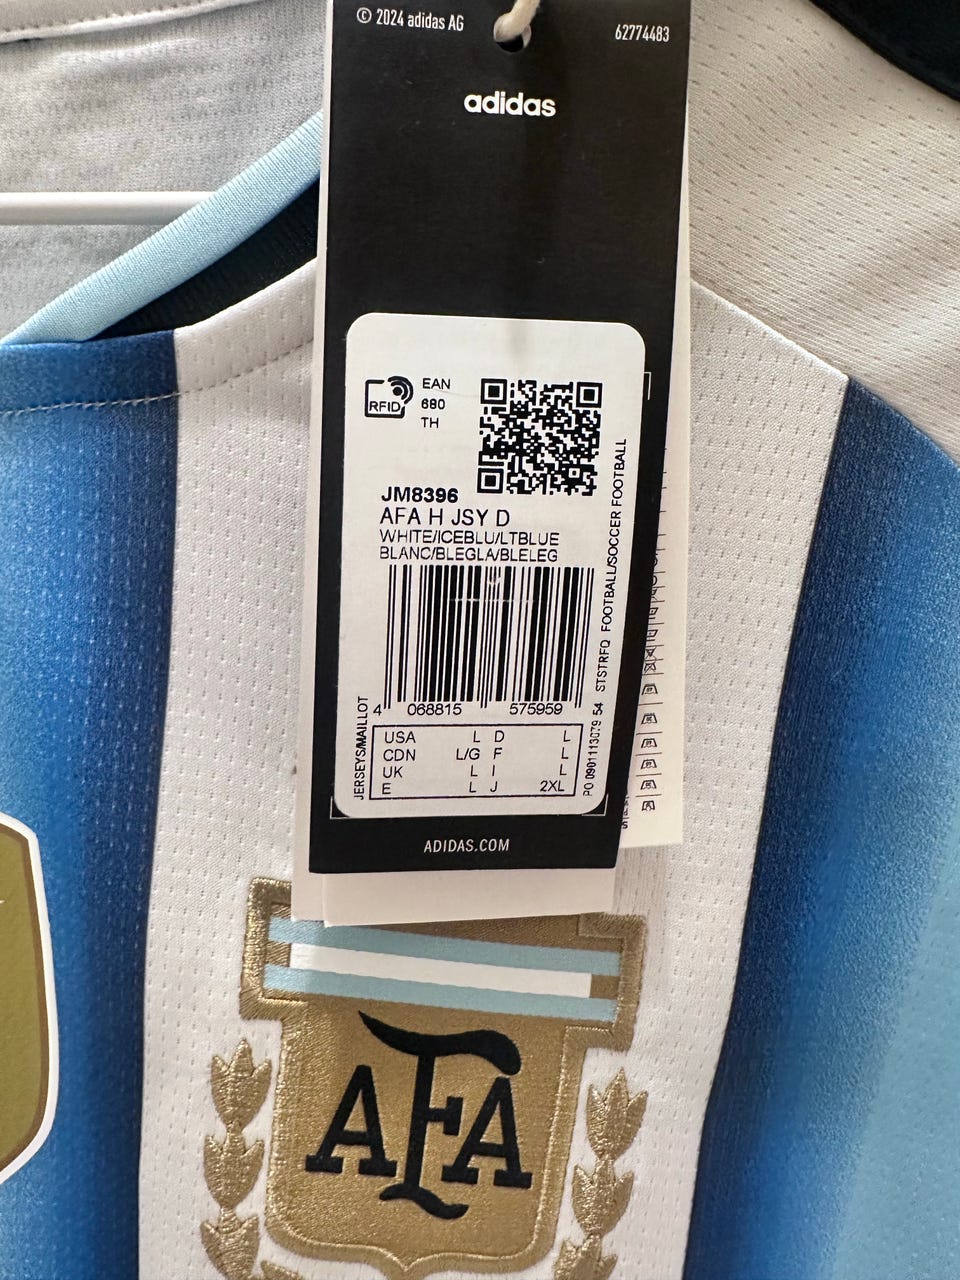 © 2024 adidas AG
62774483
adidas
RFID
EAN
680
TH
JM8396
AFA H JSY D
WHITE/ICEBLU/LTBLUE
BLANC/BLEGLA/BLELEG
4 068815 575959
JERSEYS/MAILLOT
STSTRFQ FOOTBALL/SOCCER FOOTBALL
USA L D L
CDN L/G F L
UK L I L
E L J 2XL
ADIDAS.COM
AFA